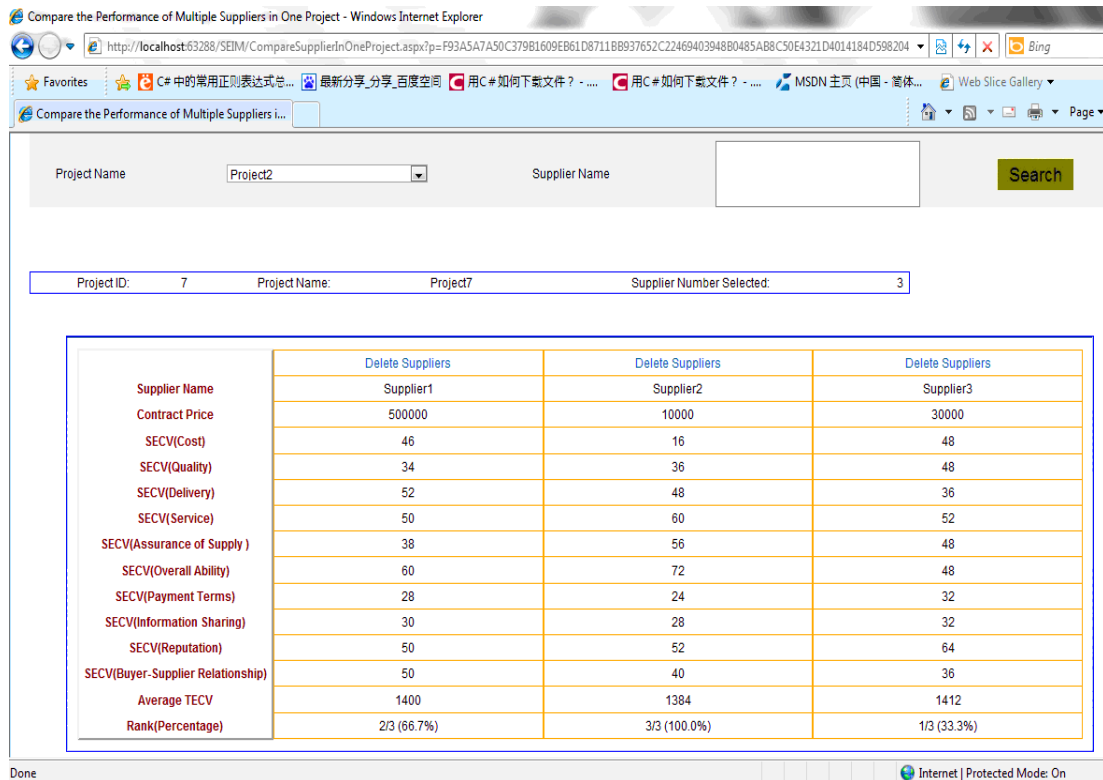 Compare the Performance of Multiple Suppliers in One Project - Windows Internet Explorer
http://localhost:63288/SEIM/CompareSupplierInOneProject.aspx?p=F93A5A7A50C379B1609EB61D8711BB937652C22469403948B0485AB8C5DE4321D4014184D598204 Bing
Favorites C# 中的常用正则表达式总... 最新分享_分享_百度空间 用C#如何下载文件？ - .... 用C#如何下载文件？ - .... MSDN 主页 (中国 - 简体... Web Slice Gallery
Compare the Performance of Multiple Suppliers i... Page
Project Name Project2 Supplier Name Search
Project ID: 7 Project Name: Project7 Supplier Number Selected: 3
Delete Suppliers Delete Suppliers Delete Suppliers
Supplier Name Supplier1 Supplier2 Supplier3
Contract Price 500000 10000 30000
SECV(Cost) 46 16 48
SECV(Quality) 34 36 48
SECV(Delivery) 52 48 36
SECV(Service) 50 60 52
SECV(Assurance of Supply ) 38 56 48
SECV(Overall Ability) 60 72 48
SECV(Payment Terms) 28 24 32
SECV(Information Sharing) 30 28 32
SECV(Reputation) 50 52 64
SECV(Buyer-Supplier Relationship) 50 40 36
Average TECV 1400 1384 1412
Rank(Percentage) 2/3 (66.7%) 3/3 (100.0%) 1/3 (33.3%)
Done Internet | Protected Mode: On